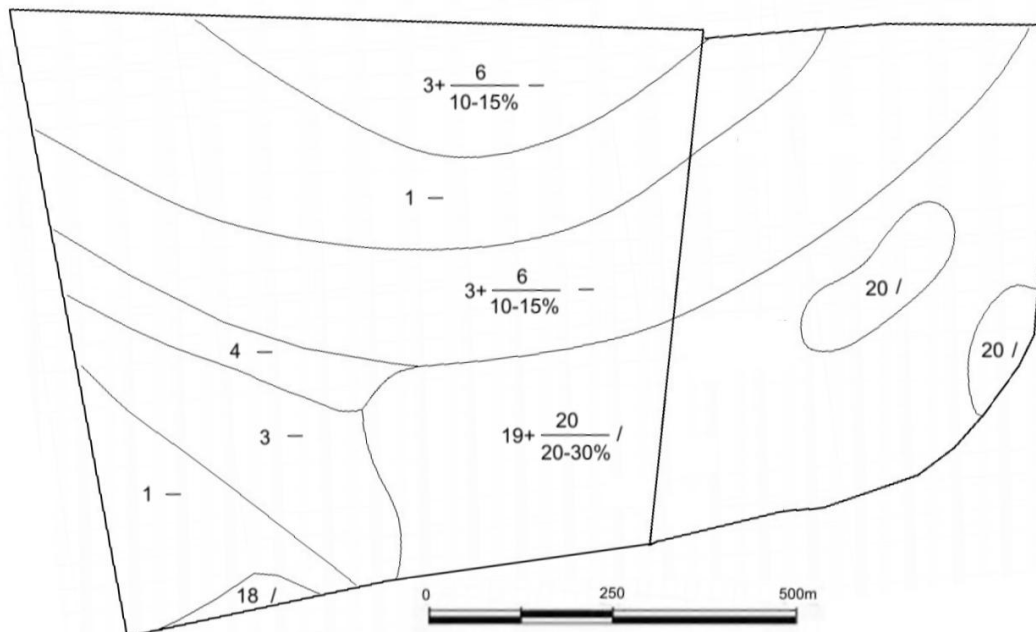 3+ 6 —
10-15%
1 —
3+ 6 —
10-15%
20 /
4 —
20 /
3 —
19+ 20 /
20-30%
1 —
18 /
0 250 500m